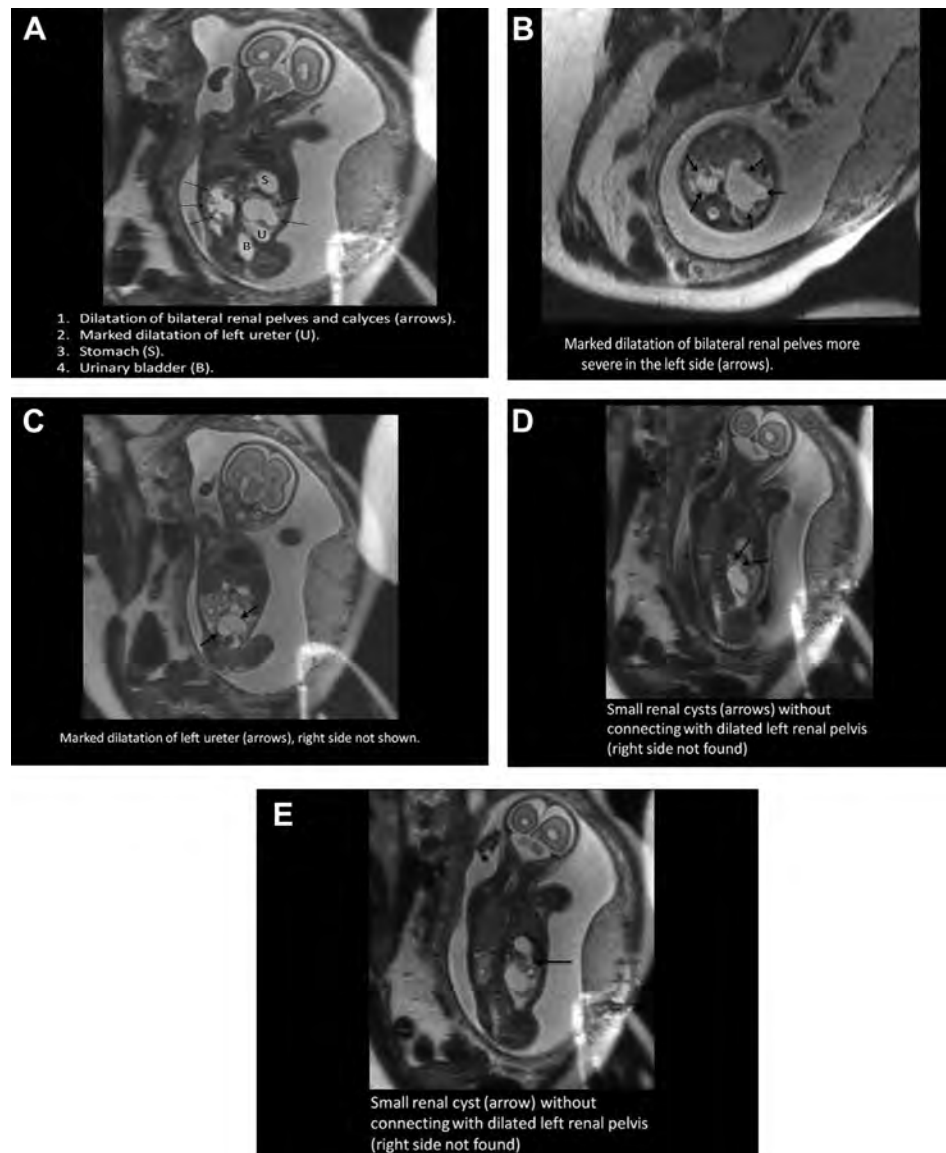 A
S
U
B
1. Dilatation of bilateral renal pelves and calyces (arrows).
2. Marked dilatation of left ureter (U).
3. Stomach (S).
4. Urinary bladder (B).
B
Marked dilatation of bilateral renal pelves more
severe in the left side (arrows).
C
Marked dilatation of left ureter (arrows), right side not shown.
D
Small renal cysts (arrows) without
connecting with dilated left renal pelvis
(right side not found)
E
Small renal cyst (arrow) without
connecting with dilated left renal pelvis
(right side not found)